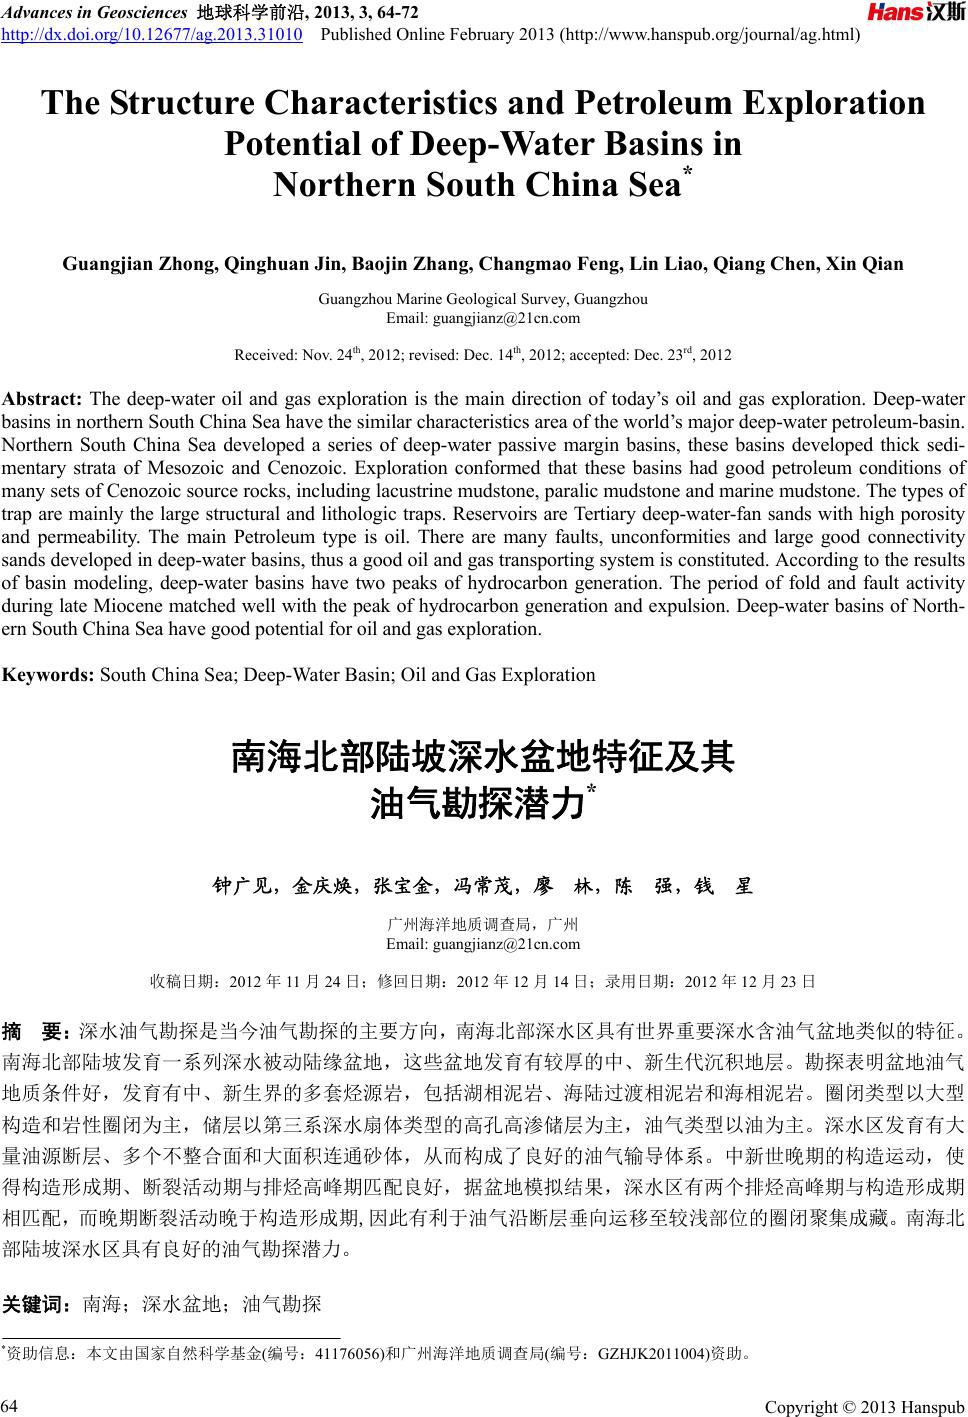 Advances in Geosciences 地球科学前沿, 2013, 3, 64-72
Hans汉斯
http://dx.doi.org/10.12677/ag.2013.31010 Published Online February 2013 (http://www.hanspub.org/journal/ag.html)
The Structure Characteristics and Petroleum Exploration
Potential of Deep-Water Basins in
Northern South China Sea*
Guangjian Zhong, Qinghuan Jin, Baojin Zhang, Changmao Feng, Lin Liao, Qiang Chen, Xin Qian
Guangzhou Marine Geological Survey, Guangzhou
Email: guangjianz@21cn.com
Received: Nov. 24th, 2012; revised: Dec. 14th, 2012; accepted: Dec. 23rd, 2012
Abstract: The deep-water oil and gas exploration is the main direction of today’s oil and gas exploration. Deep-water
basins in northern South China Sea have the similar characteristics area of the world’s major deep-water petroleum-basin.
Northern South China Sea developed a series of deep-water passive margin basins, these basins developed thick sedi-
mentary strata of Mesozoic and Cenozoic. Exploration conformed that these basins had good petroleum conditions of
many sets of Cenozoic source rocks, including lacustrine mudstone, paralic mudstone and marine mudstone. The types of
trap are mainly the large structural and lithologic traps. Reservoirs are Tertiary deep-water-fan sands with high porosity
and permeability. The main Petroleum type is oil. There are many faults, unconformities and large good connectivity
sands developed in deep-water basins, thus a good oil and gas transporting system is constituted. According to the results
of basin modeling, deep-water basins have two peaks of hydrocarbon generation. The period of fold and fault activity
during late Miocene matched well with the peak of hydrocarbon generation and expulsion. Deep-water basins of North-
ern South China Sea have good potential for oil and gas exploration.
Keywords: South China Sea; Deep-Water Basin; Oil and Gas Exploration
南海北部陆坡深水盆地特征及其
油气勘探潜力*
钟广见，金庆焕，张宝金，冯常茂，廖　林，陈　强，钱　星
广州海洋地质调查局，广州
Email: guangjianz@21cn.com
收稿日期：2012 年 11 月 24 日；修回日期：2012 年 12 月 14 日；录用日期：2012 年 12 月 23 日
摘　要：深水油气勘探是当今油气勘探的主要方向，南海北部深水区具有世界重要深水含油气盆地类似的特征。
南海北部陆坡发育一系列深水被动陆缘盆地，这些盆地发育有较厚的中、新生代沉积地层。勘探表明盆地油气
地质条件好，发育有中、新生界的多套烃源岩，包括湖相泥岩、海陆过渡相泥岩和海相泥岩。圈闭类型以大型
构造和岩性圈闭为主，储层以第三系深水扇体类型的高孔高渗储层为主，油气类型以油为主。深水区发育有大
量油源断层、多个不整合面和大面积连通砂体，从而构成了良好的油气输导体系。中新世晚期的构造运动，使
得构造形成期、断裂活动期与排烃高峰期匹配良好，据盆地模拟结果，深水区有两个排烃高峰期与构造形成期
相匹配，而晚期断裂活动晚于构造形成期, 因此有利于油气沿断层垂向运移至较浅部位的圈闭聚集成藏。南海北
部陆坡深水区具有良好的油气勘探潜力。
关键词：南海；深水盆地；油气勘探
*资助信息：本文由国家自然科学基金(编号：41176056)和广州海洋地质调查局(编号：GZHJK2011004)资助。
64
Copyright © 2013 Hanspub